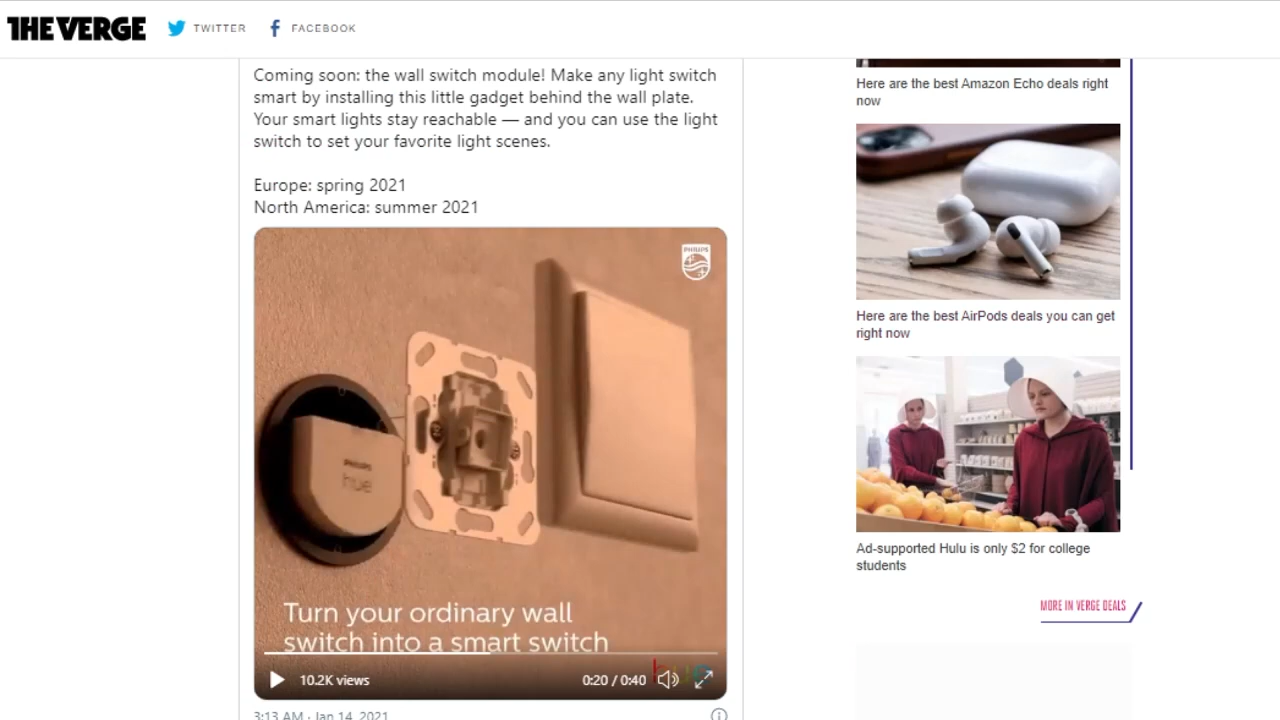 THE VERGE
TWITTER
FACEBOOK
Coming soon: the wall switch module! Make any light switch
smart by installing this little gadget behind the wall plate.
Your smart lights stay reachable — and you can use the light
switch to set your favorite light scenes.
Europe: spring 2021
North America: summer 2021
PHILIPS
PHILIPS
hue
Turn your ordinary wall
switch into a smart switch
hue
10.2K views
0:20 / 0:40
3:13 AM · Jan 14, 2021
Here are the best Amazon Echo deals right
now
Here are the best AirPods deals you can get
right now
Ad-supported Hulu is only $2 for college
students
MORE IN VERGE DEALS